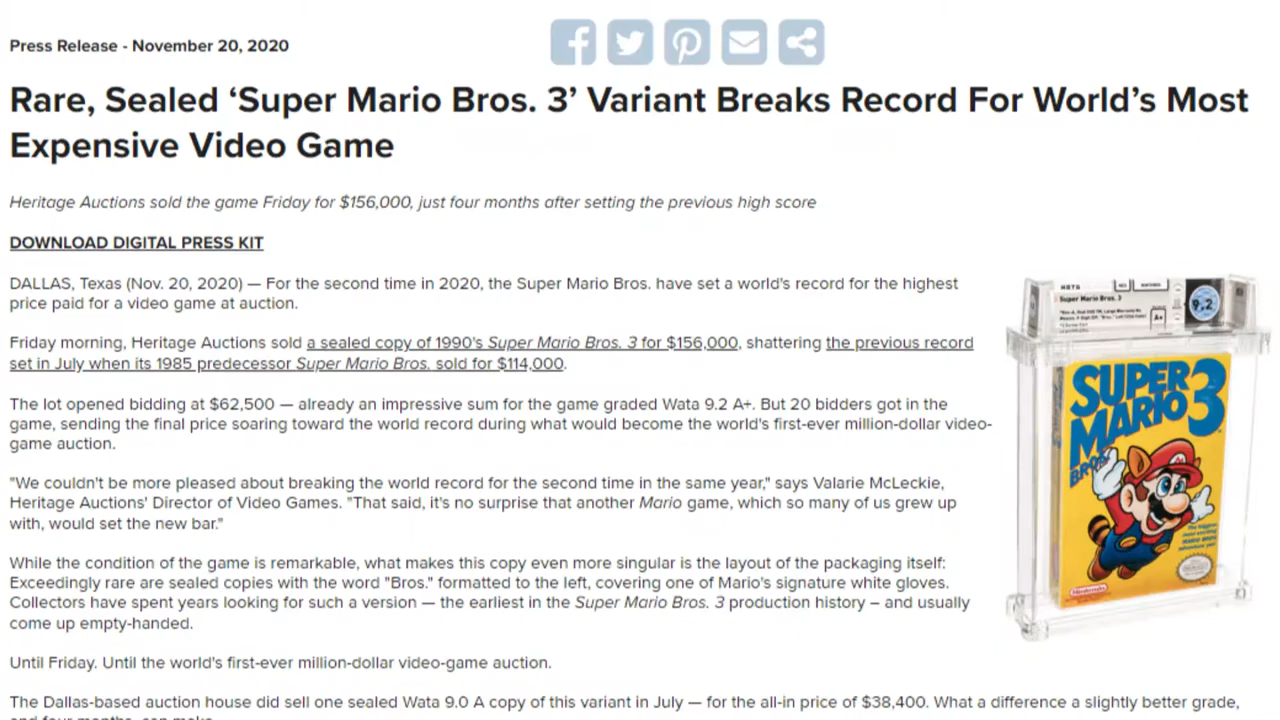 Press Release - November 20, 2020
Rare, Sealed ‘Super Mario Bros. 3’ Variant Breaks Record For World’s Most
Expensive Video Game
Heritage Auctions sold the game Friday for $156,000, just four months after setting the previous high score
DOWNLOAD DIGITAL PRESS KIT
DALLAS, Texas (Nov. 20, 2020) — For the second time in 2020, the Super Mario Bros. have set a world's record for the highest
price paid for a video game at auction.
Friday morning, Heritage Auctions sold a sealed copy of 1990's Super Mario Bros. 3 for $156,000, shattering the previous record
set in July when its 1985 predecessor Super Mario Bros. sold for $114,000.
The lot opened bidding at $62,500 — already an impressive sum for the game graded Wata 9.2 A+. But 20 bidders got in the
game, sending the final price soaring toward the world record during what would become the world's first-ever million-dollar video-
game auction.
"We couldn't be more pleased about breaking the world record for the second time in the same year," says Valarie McLeckie,
Heritage Auctions' Director of Video Games. "That said, it's no surprise that another Mario game, which so many of us grew up
with, would set the new bar."
While the condition of the game is remarkable, what makes this copy even more singular is the layout of the packaging itself:
Exceedingly rare are sealed copies with the word "Bros." formatted to the left, covering one of Mario's signature white gloves.
Collectors have spent years looking for such a version — the earliest in the Super Mario Bros. 3 production history – and usually
come up empty-handed.
Until Friday. Until the world's first-ever million-dollar video-game auction.
The Dallas-based auction house did sell one sealed Wata 9.0 A copy of this variant in July — for the all-in price of $38,400. What a difference a slightly better grade,
and four months, can make.
Super Mario Bros. 3
9.2
A+
SUPER
MARIO 3
BROS.
Nintendo